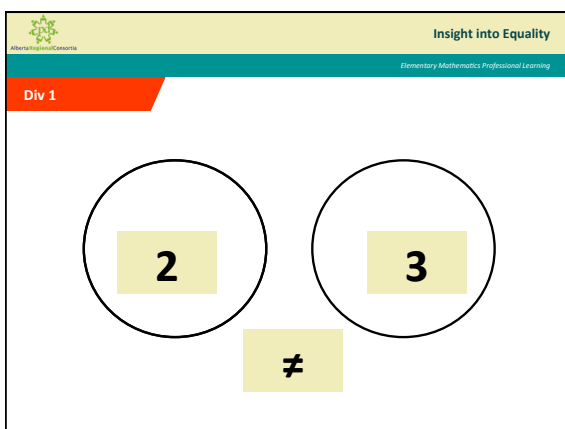 Insight into Equality
AlbertaRegionalConsortia
Elementary Mathematics Professional Learning
Div 1
2
3
≠